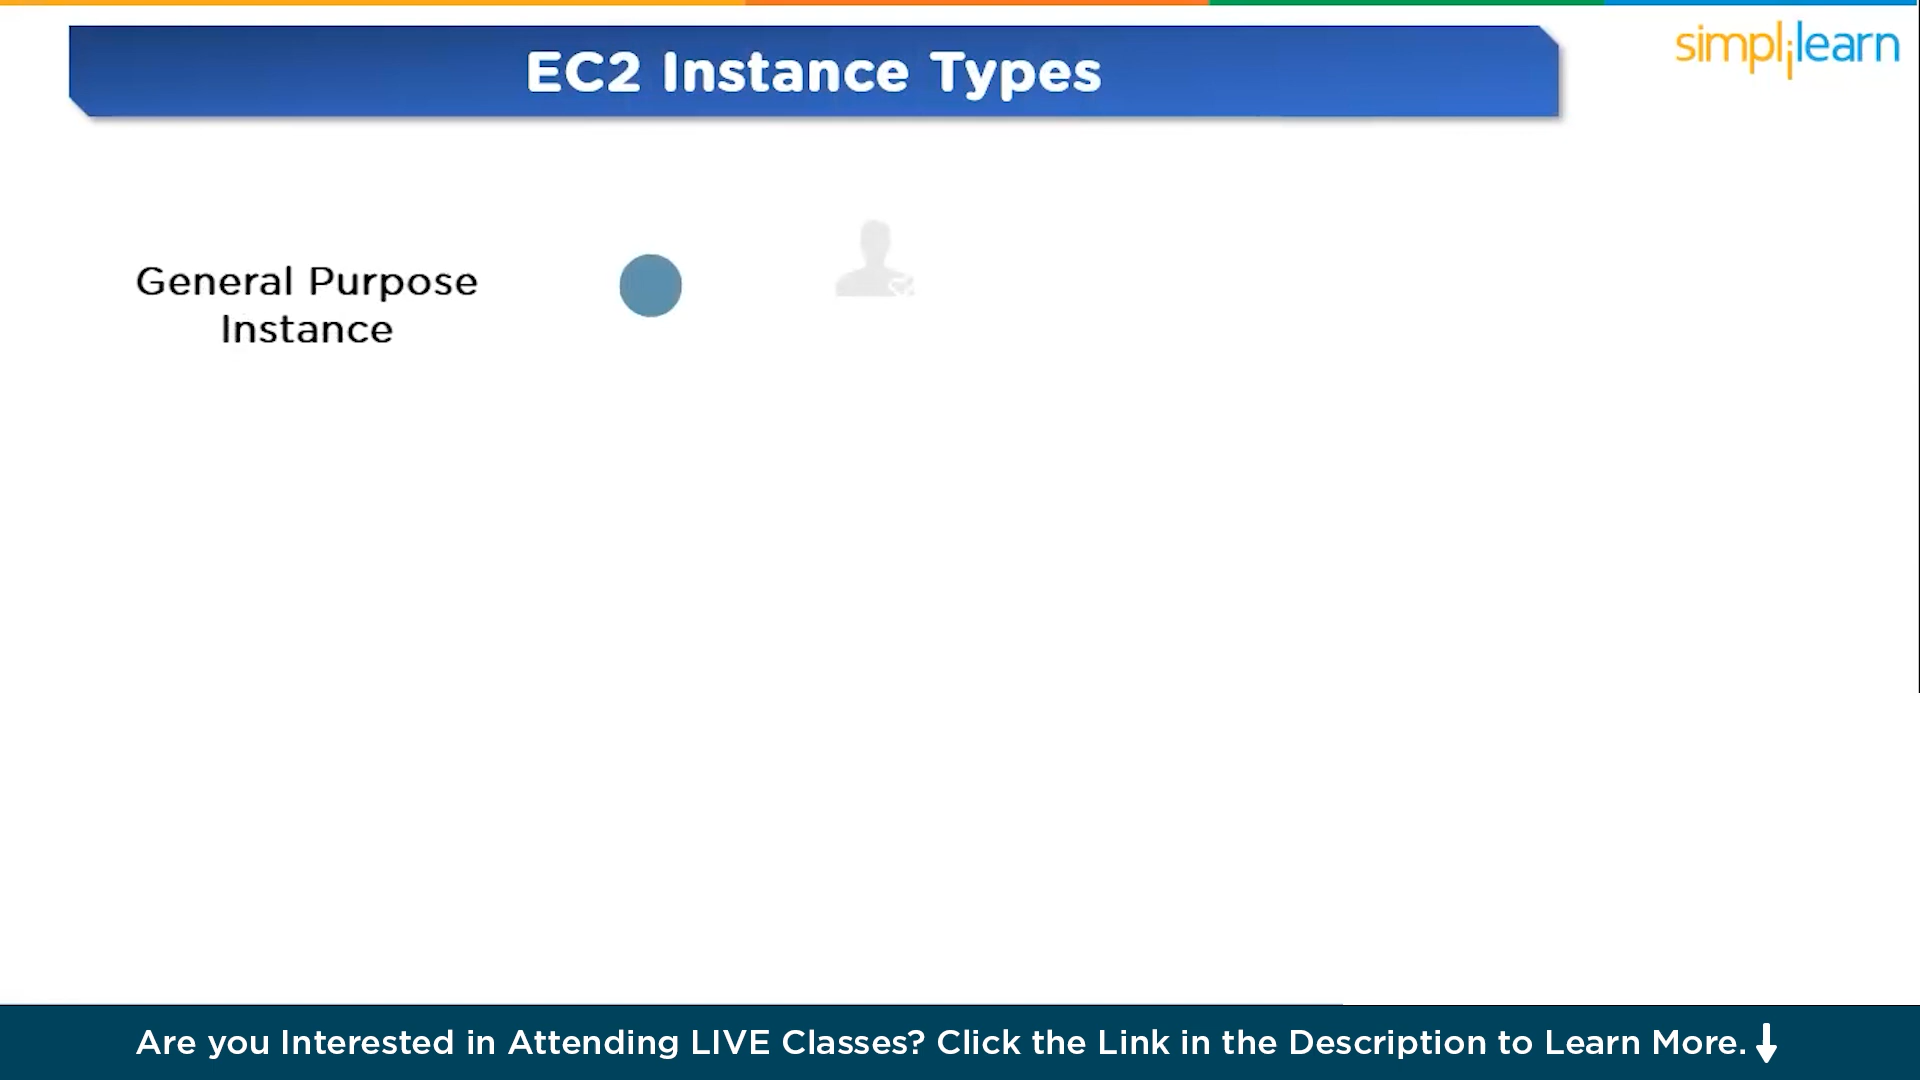 EC2 Instance Types
simplilearn
General Purpose
Instance
Are you Interested in Attending LIVE Classes? Click the Link in the Description to Learn More.